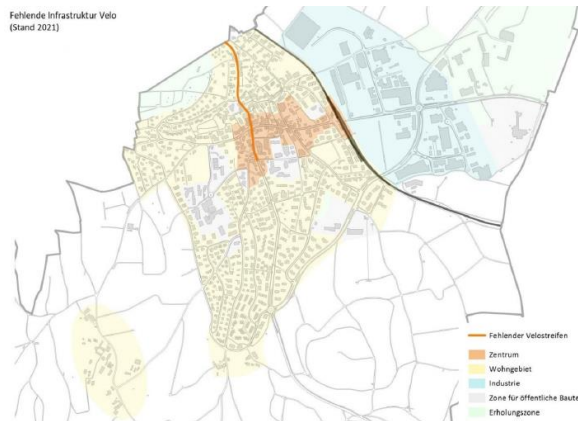 Fehlende Infrastruktur Velo
(Stand 2021)
Fehlender Velostreifen
Zentrum
Wohngebiet
Industrie
Zone für öffentliche Baute
Erholungszone